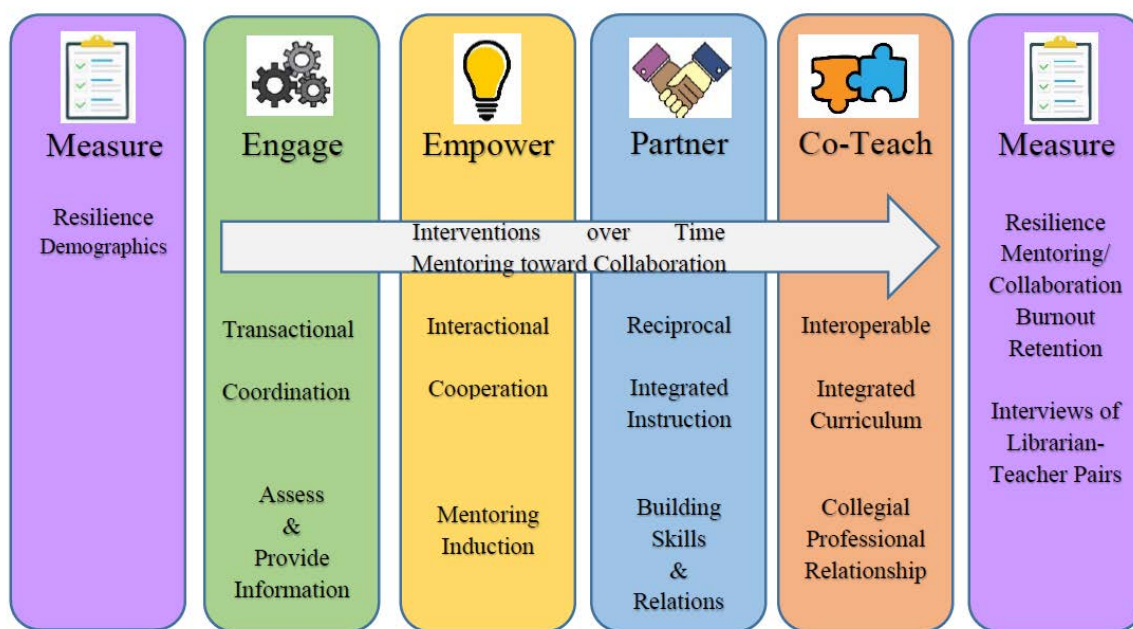 Measure
Resilience
Demographics
Engage
Empower
Partner
Co-Teach
Interventions over Time
Mentoring toward Collaboration
Transactional
Coordination
Assess
&
Provide
Information
Interactional
Cooperation
Mentoring
Induction
Reciprocal
Integrated
Instruction
Building
Skills
&
Relations
Interoperable
Integrated
Curriculum
Collegial
Professional
Relationship
Measure
Resilience
Mentoring/
Collaboration
Burnout
Retention
Interviews of
Librarian-
Teacher Pairs